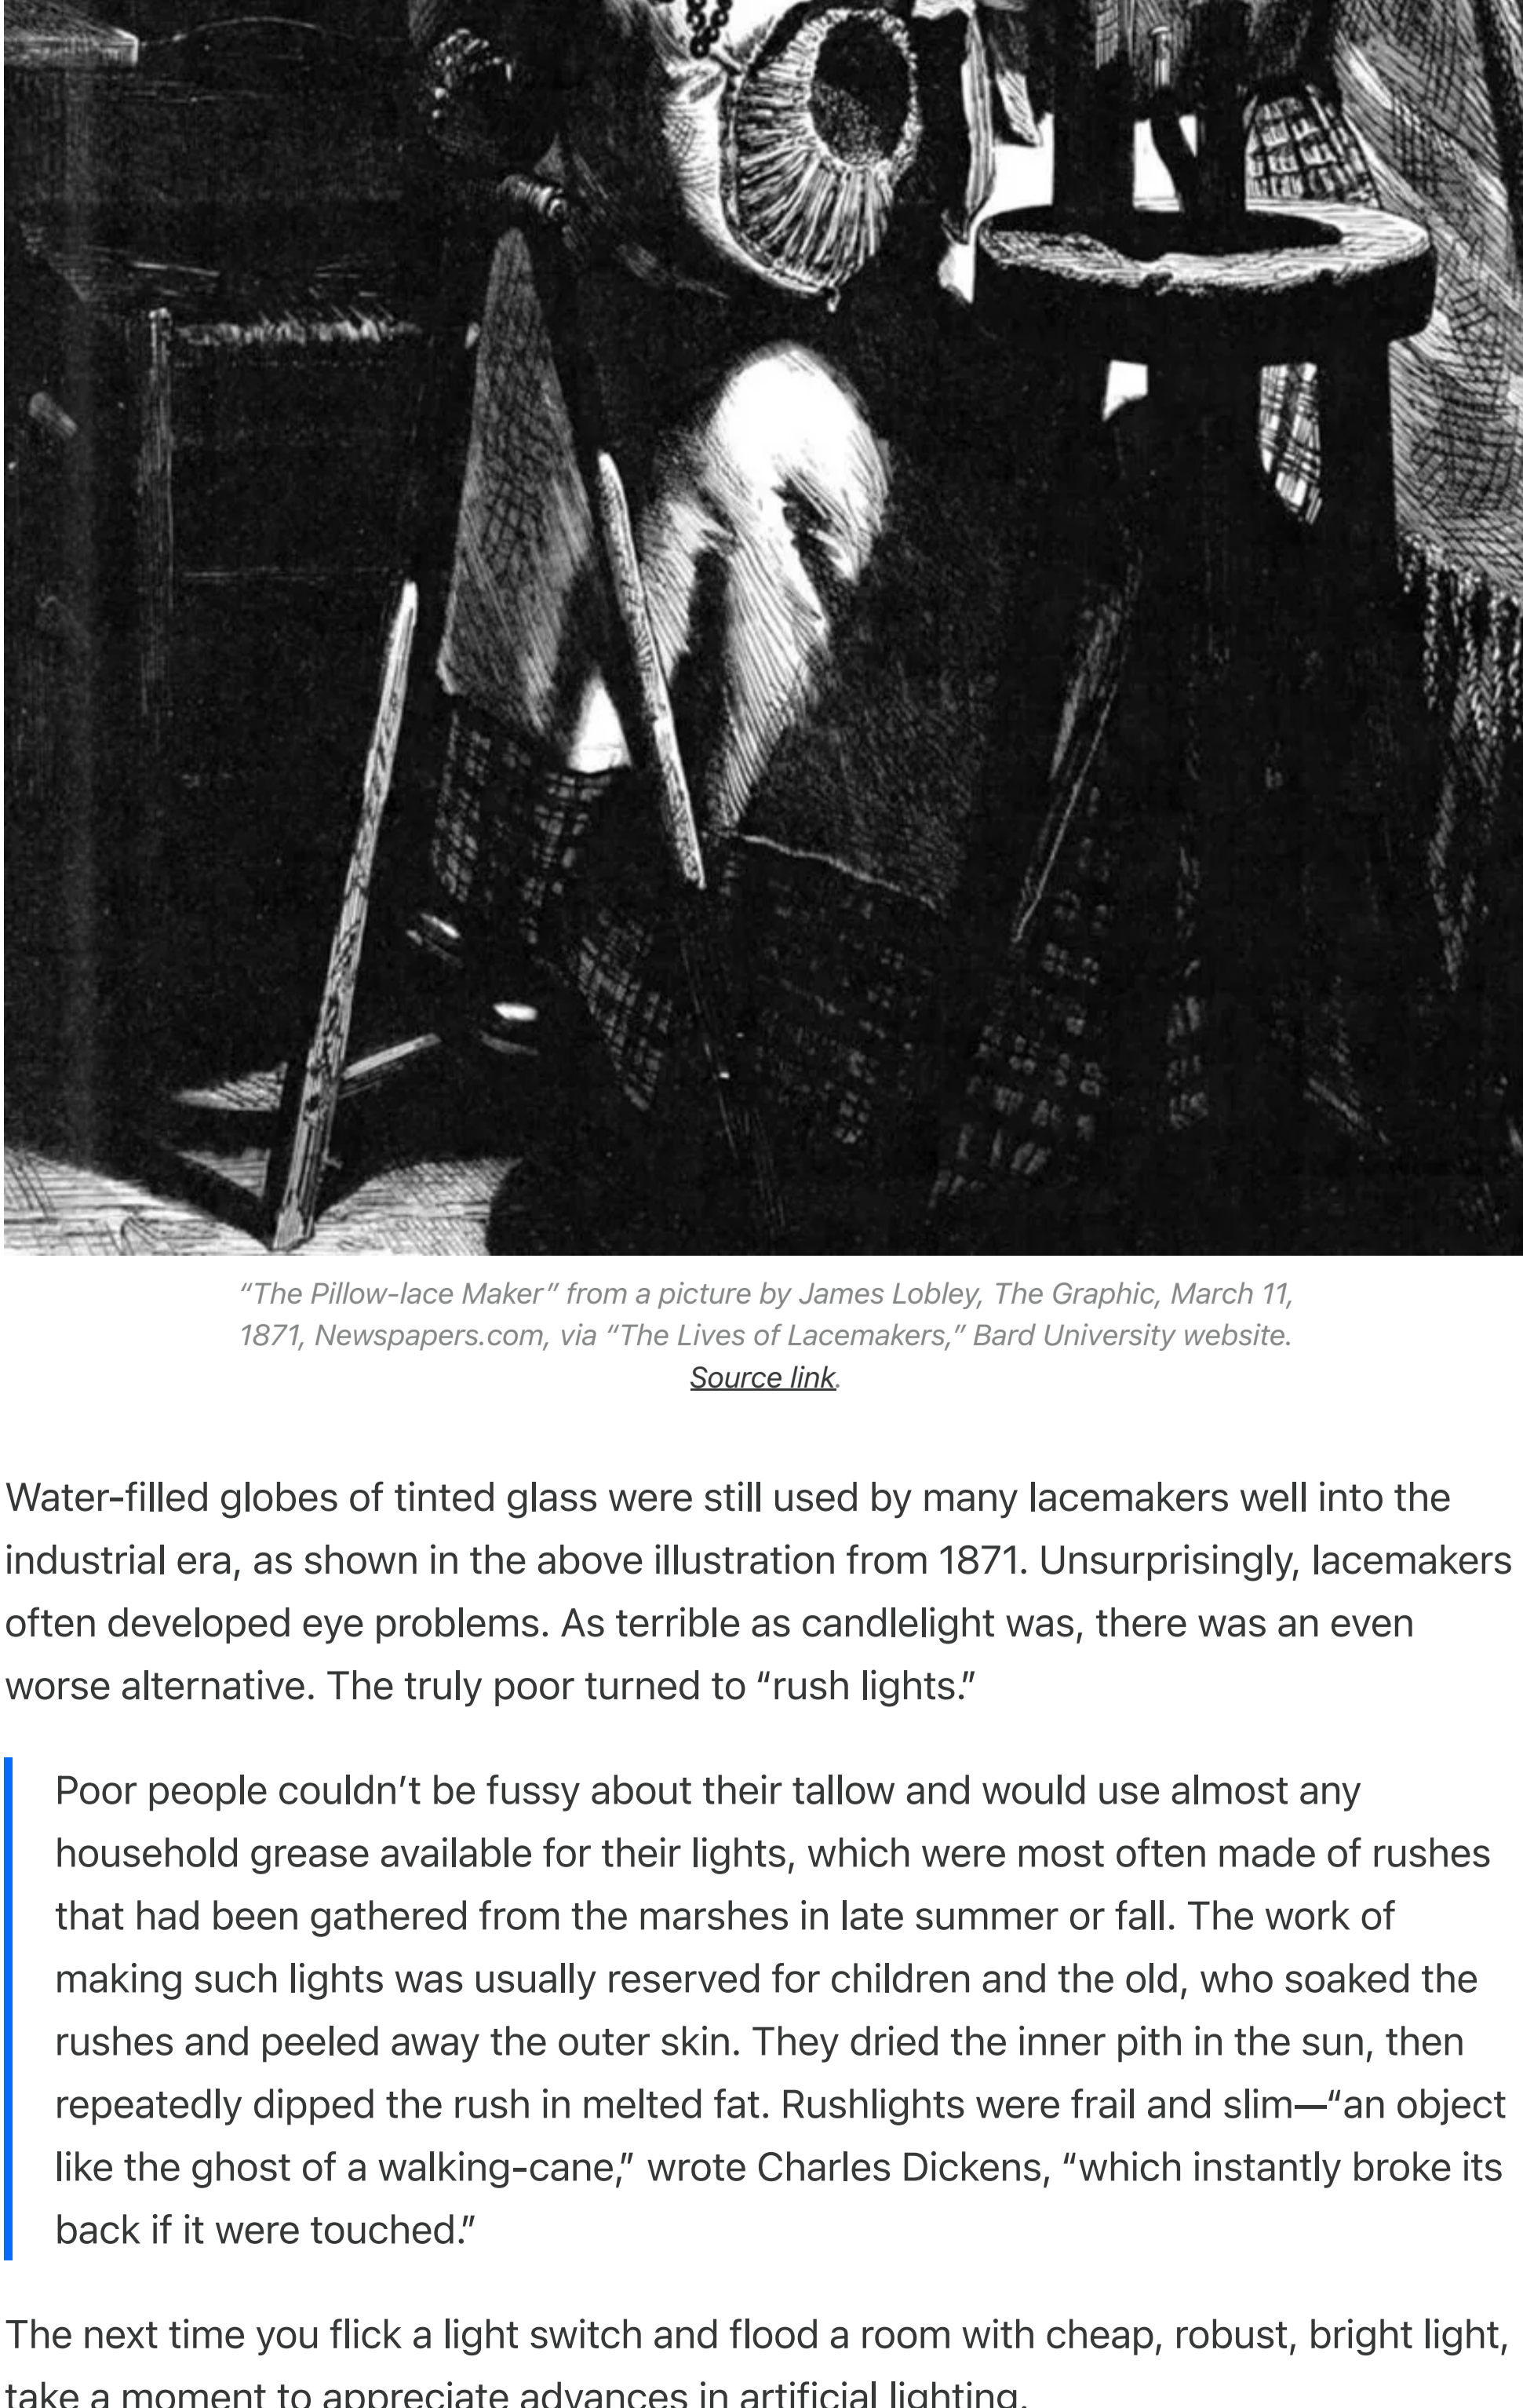 “The Pillow-lace Maker” from a picture by James Lobley, The Graphic, March 11,
1871, Newspapers.com, via “The Lives of Lacemakers,” Bard University website.
Source link.
Water-filled globes of tinted glass were still used by many lacemakers well into the
industrial era, as shown in the above illustration from 1871. Unsurprisingly, lacemakers
often developed eye problems. As terrible as candlelight was, there was an even
worse alternative. The truly poor turned to “rush lights.”
Poor people couldn’t be fussy about their tallow and would use almost any
household grease available for their lights, which were most often made of rushes
that had been gathered from the marshes in late summer or fall. The work of
making such lights was usually reserved for children and the old, who soaked the
rushes and peeled away the outer skin. They dried the inner pith in the sun, then
repeatedly dipped the rush in melted fat. Rushlights were frail and slim—“an object
like the ghost of a walking-cane,” wrote Charles Dickens, “which instantly broke its
back if it were touched.”
The next time you flick a light switch and flood a room with cheap, robust, bright light,
take a moment to appreciate advances in artificial lighting.